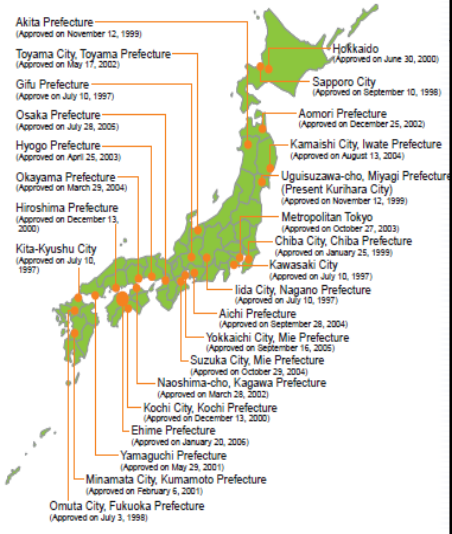 Akita Prefecture
(Approved on November 12, 1999)
Toyama City, Toyama Prefecture
(Approved on May 17, 2002)
Gifu Prefecture
(Approve on July 10, 1997)
Osaka Prefecture
(Approved on July 28, 2005)
Hyogo Prefecture
(Approved on April 25, 2003)
Okayama Prefecture
(Approved on March 29, 2004)
Hiroshima Prefecture
(Approved on December 13,
2000)
Kita-Kyushu City
(Approved on July 10,
1997)
Hokkaido
(Approved on June 30, 2000)
Sapporo City
(Approved on September 10, 1998)
Aomori Prefecture
(Approved on December 25, 2002)
Kamaishi City, Iwate Prefecture
(Approved on August 13, 2004)
Uguisuzawa-cho, Miyagi Prefecture
(Present Kurihara City)
(Approved on November 12, 1999)
Metropolitan Tokyo
(Approved on October 27, 2003)
Chiba City, Chiba Prefecture
(Approved on January 25, 1999)
Kawasaki City
(Approved on July 10, 1997)
Iida City, Nagano Prefecture
(Approved on July 10, 1997)
Aichi Prefecture
(Approved on September 28, 2004)
Yokkaichi City, Mie Prefecture
(Approved on September 16, 2005)
Suzuka City, Mie Prefecture
(Approved on October 29, 2004)
Naoshima-cho, Kagawa Prefecture
(Approved on March 28, 2002)
Kochi City, Kochi Prefecture
(Approved on December 13, 2000)
Ehime Prefecture
(Approved on January 20, 2006)
Yamaguchi Prefecture
(Approved on May 29, 2001)
Minamata City, Kumamoto Prefecture
(Approved on February 6, 2001)
Omuta City, Fukuoka Prefecture
(Approved on July 3, 1998)